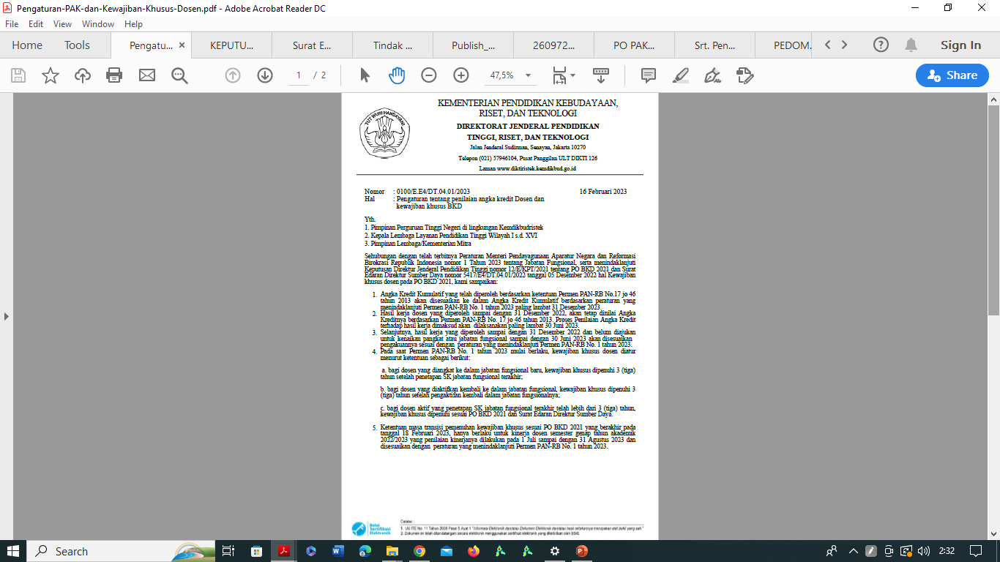 Pengaturan-PAK-dan-Kewajiban-Khusus-Dosen.pdf - Adobe Acrobat Reader DC
File Edit View Window Help
Home Tools Pengatu... KEPUTU... Surat E... Tindak ... Publish_... 260972... PO PAK... Srt. Pen... PEDOM. Sign In
1 / 2 47,5% Share
KEMENTERIAN PENDIDIKAN KEBUDAYAAN,
RISET, DAN TEKNOLOGI
TUT WURI HANDAYANI
DIREKTORAT JENDERAL PENDIDIKAN
TINGGI, RISET, DAN TEKNOLOGI
Jalan Jenderal Sudirman, Senayan, Jakarta 10270
Telepon (021) 57946104, Pusat Panggilan ULT DIKTI 126
Laman www.diktiristek.kemdikbud.go.id
Nomor : 0100/E.E4/DT.04.01/2023 16 Februari 2023
Hal : Pengaturan tentang penilaian angka kredit Dosen dan
kewajiban khusus BKD
Yth.
1. Pimpinan Perguruan Tinggi Negeri di lingkungan Kemdikbudristek
2. Kepala Lembaga Layanan Pendidikan Tinggi Wilayah I s.d. XVI
3. Pimpinan Lembaga/Kementerian Mitra
Sehubungan dengan telah terbitnya Peraturan Menteri Pendayagunaan Aparatur Negara dan Reformasi
Birokrasi Republik Indonesia nomor 1 Tahun 2023 tentang Jabatan Fungsional, serta menindaklanjuti
Keputusan Direktur Jenderal Pendidikan Tinggi nomor 12/E/KPT/2021 tentang PO BKD 2021 dan Surat
Edaran Direktur Sumber Daya nomor 5417/E4/DT.04.01/2022 tanggal 05 Desember 2022 hal Kewajiban
khusus dosen pada PO BKD 2021, kami sampaikan:
1. Angka Kredit Kumulatif yang telah diperoleh berdasarkan ketentuan Permen PAN-RB No.17 jo 46
tahun 2013 akan disesuaikan ke dalam Angka Kredit Kumulatif berdasarkan peraturan yang
menindaklanjuti Permen PAN-RB No. 1 tahun 2023 paling lambat 31 Desember 2023.
2. Hasil kerja dosen yang diperoleh sampai dengan 31 Desember 2022, akan tetap dinilai Angka
Kreditnya berdasarkan Permen PAN-RB No. 17 jo 46 tahun 2013. Proses Penilaian Angka Kredit
terhadap hasil kerja dimaksud akan dilaksanakan paling lambat 30 Juni 2023.
3. Selanjutnya, hasil kerja yang diperoleh sampai dengan 31 Desember 2022 dan belum diajukan
untuk kenaikan pangkat atau jabatan fungsional sampai dengan 30 Juni 2023 akan disesuaikan
pengakuannya sesuai dengan peraturan yang menindaklanjuti Permen PAN-RB No. 1 tahun 2023.
4. Pada saat Permen PAN-RB No. 1 tahun 2023 mulai berlaku, kewajiban khusus dosen diatur
menurut ketentuan sebagai berikut:
a. bagi dosen yang diangkat ke dalam jabatan fungsional baru, kewajiban khusus dipenuhi 3 (tiga)
tahun setelah penetapan SK jabatan fungsional terakhir;
b. bagi dosen yang diaktifkan kembali ke dalam jabatan fungsional, kewajiban khusus dipenuhi 3
(tiga) tahun setelah pengaktifan kembali dalam jabatan fungsionalnya;
c. bagi dosen aktif yang penetapan SK jabatan fungsional terakhir telah lebih dari 3 (tiga) tahun,
kewajiban khusus dipenuhi sesuai PO BKD 2021 dan Surat Edaran Direktur Sumber Daya.
5. Ketentuan masa transisi pemenuhan kewajiban khusus sesuai PO BKD 2021 yang berakhir pada
tanggal 18 Februari 2023, hanya berlaku untuk kinerja dosen semester genap tahun akademik
2022/2023 yang penilaian kinerjanya dilakukan pada 1 Juli sampai dengan 31 Agustus 2023 dan
disesuaikan dengan peraturan yang menindaklanjuti Permen PAN-RB No. 1 tahun 2023.
Balai
Sertifikasi
Elektronik
Catatan :
1. UU ITE No. 11 Tahun 2008 Pasal 5 Ayat 1 "Informasi Elektronik dan/atau Dokumen Elektronik dan/atau hasil cetakannya merupakan alat bukti yang sah."
2. Dokumen ini telah ditandatangani secara elektronik menggunakan sertifikat elektronik yang diterbitkan oleh BSrE
Search 2:32